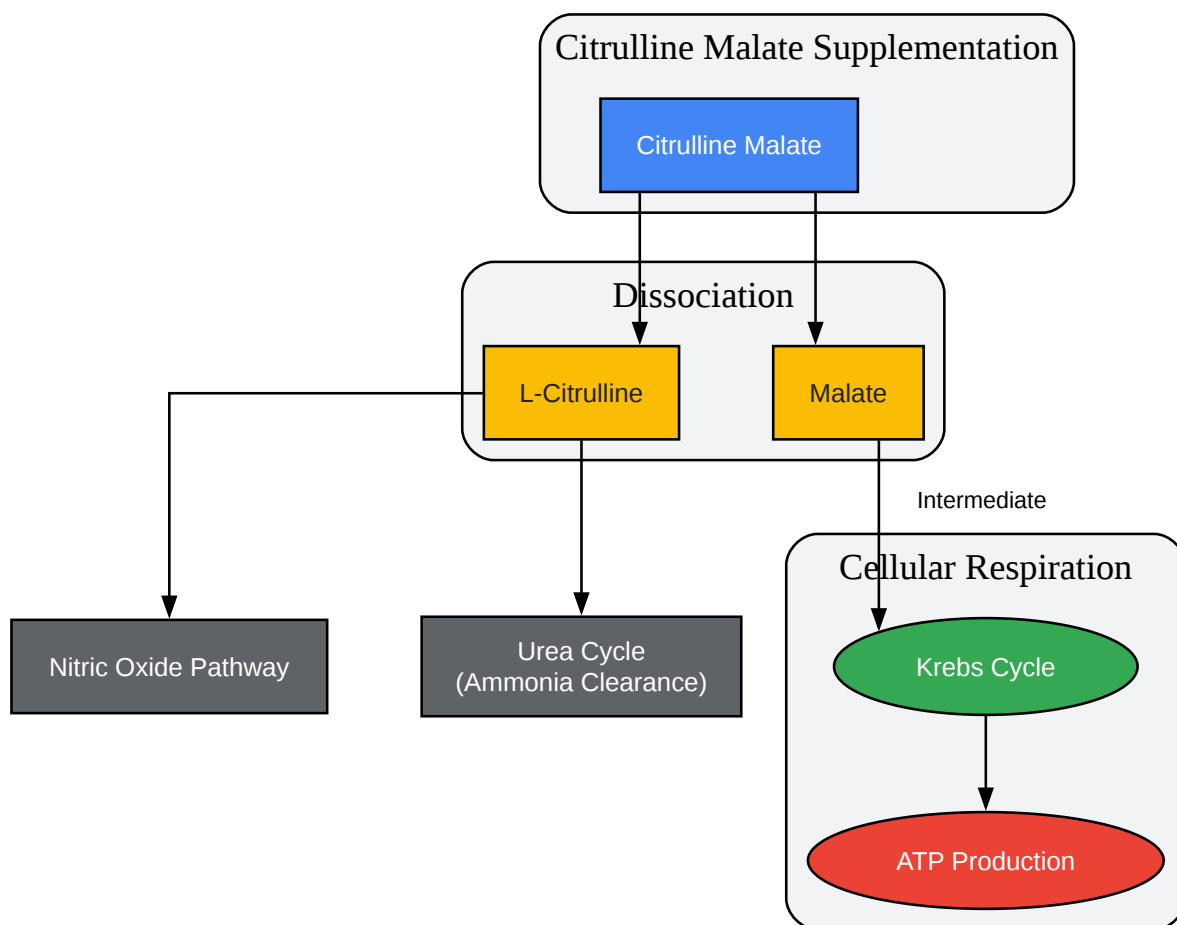 Citrulline Malate Supplementation
Citrulline Malate
Dissociation
L-Citrulline
Malate
Intermediate
Cellular Respiration
Nitric Oxide Pathway
Urea Cycle
(Ammonia Clearance)
Krebs Cycle
ATP Production